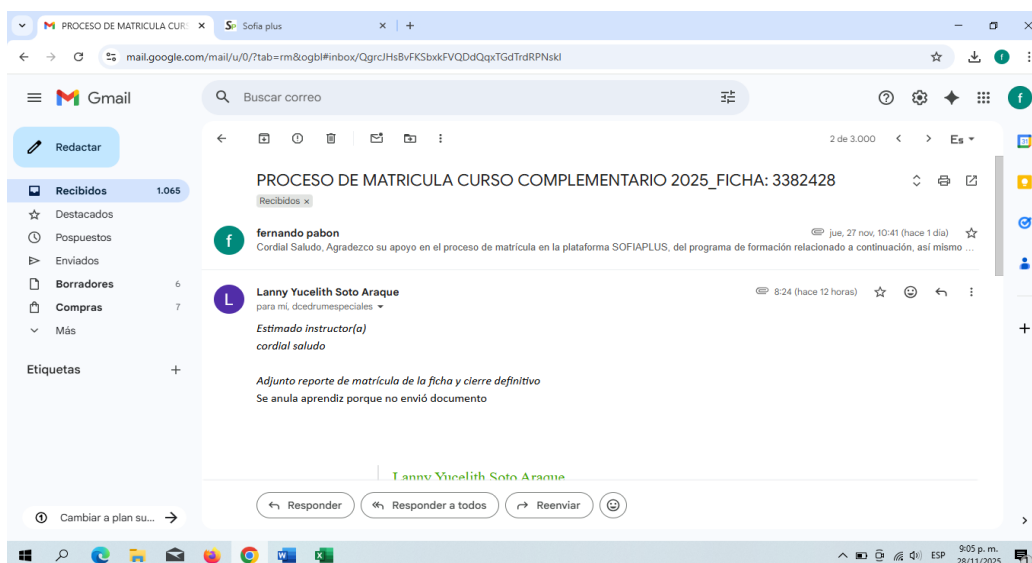 PROCESO DE MATRICULA CUR
Sofia plus
mail.google.com/mail/u/0/?tab=rm&ogbl#inbox/QgrcJHsBvFKSbxkFVQDdQqxTGdTrdRPNskl
Gmail
Buscar correo
Redactar
2 de 3.000
Es
Recibidos 1.065
Destacados
Pospuestos
Enviados
Borradores 6
Compras 7
Más
Etiquetas
PROCESO DE MATRICULA CURSO COMPLEMENTARIO 2025_FICHA: 3382428
Recibidos x
fernando pabon
jue, 27 nov, 10:41 (hace 1 día)
Cordial Saludo, Agradezco su apoyo en el proceso de matrícula en la plataforma SOFIAPLUS, del programa de formación relacionado a continuación, así mismo ...
Lanny Yucelith Soto Araque
8:24 (hace 12 horas)
para mí, dcedrumespeciales
Estimado instructor(a)
cordial saludo
Adjunto reporte de matrícula de la ficha y cierre definitivo
Se anula aprendiz porque no envió documento
Lanny Yucelith Soto Araque
Responder
Responder a todos
Reenviar
Cambiar a plan su...
ESP
9:05 p. m.
28/11/2025